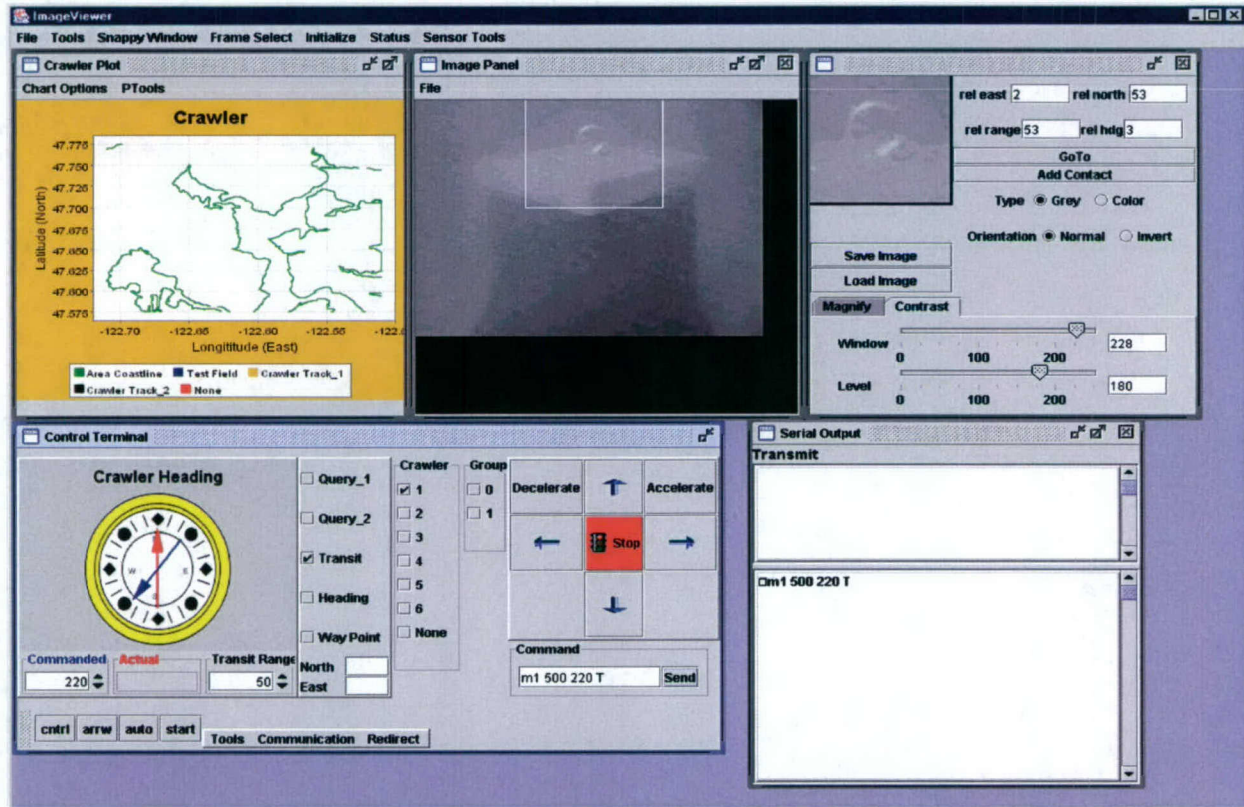 ImageViewer
File Tools Snappy Window Frame Select Initialize Status Sensor Tools
Crawler Plot
Chart Options PTools
Crawler
47.775
47.750
47.725
47.700
47.675
47.650
47.625
47.600
47.575
Latitude (North)
-122.70 -122.65 -122.60 -122.55
Longititude (East)
Area Coastline Test Field Crawler Track_1
Crawler Track_2 None
Image Panel
File
rel east 2 rel north 53
rel range 53 rel hdg 3
GoTo
Add Contact
Type Grey Color
Orientation Normal Invert
Save Image
Load Image
Magnify Contrast
Window 228
0 100 200
Level 180
0 100 200
Control Terminal
Crawler Heading
W E
S
Commanded Actual Transit Range
220 50
Query_1
Query_2
Transit
Heading
Way Point
North
East
Crawler
1
2
3
4
5
6
None
Group
0
1
Decelerate Accelerate
Stop
Command
m1 500 220 T Send
cntrl arrw auto start
Tools Communication Redirect
Serial Output
Transmit
m1 500 220 T